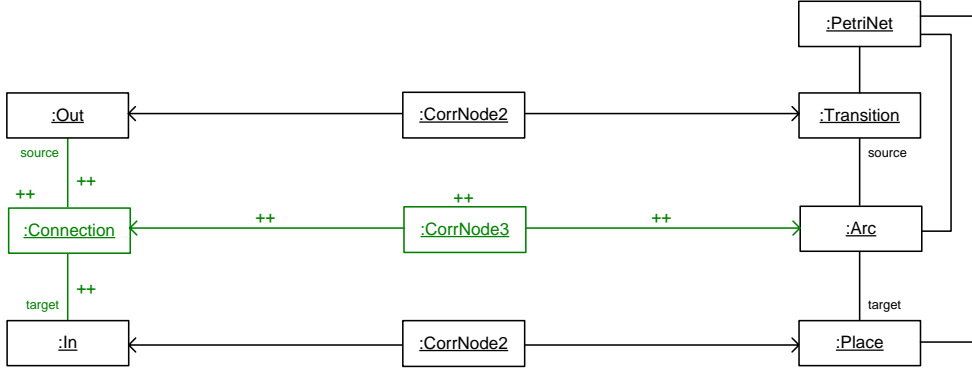 :PetriNet
:Out
:CorrNode2
:Transition
source
++
source
++
++
++
++
:Connection
:CorrNode3
:Arc
++
target
target
:In
:CorrNode2
:Place